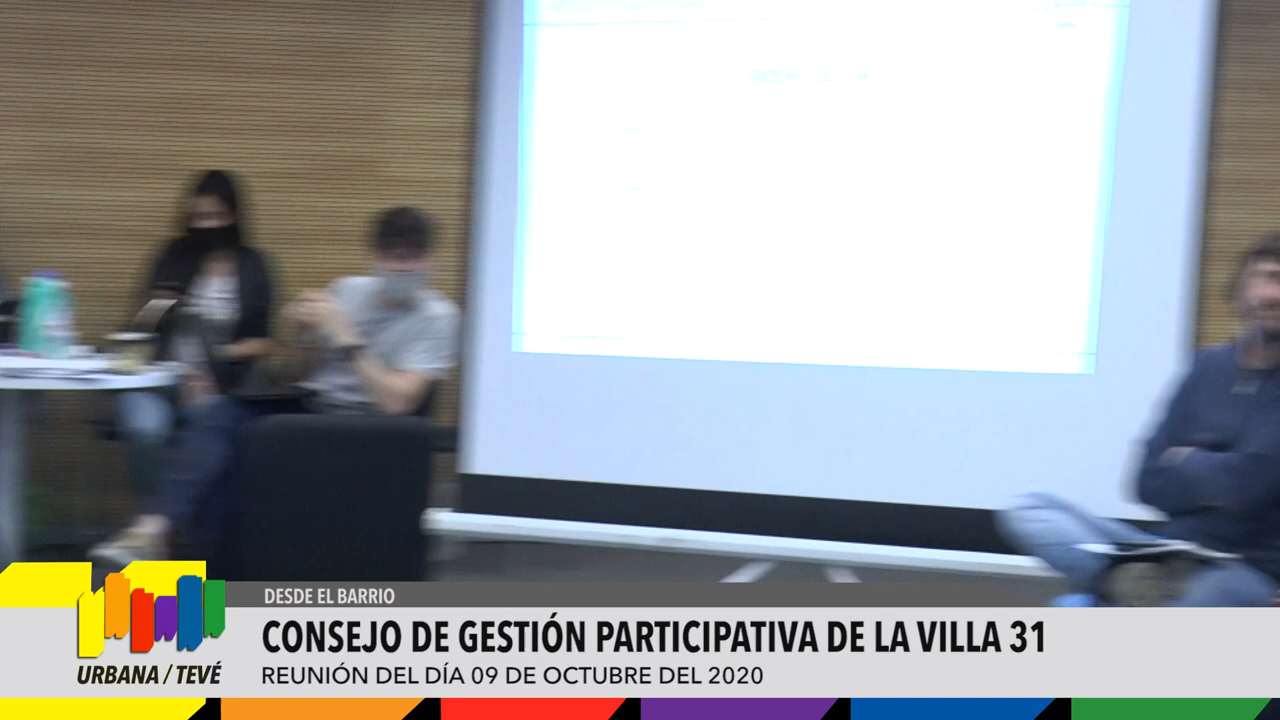 DESDE EL BARRIO
CONSEJO DE GESTIÓN PARTICIPATIVA DE LA VILLA 31
URBANA / TEVÉ
REUNIÓN DEL DÍA 09 DE OCTUBRE DEL 2020